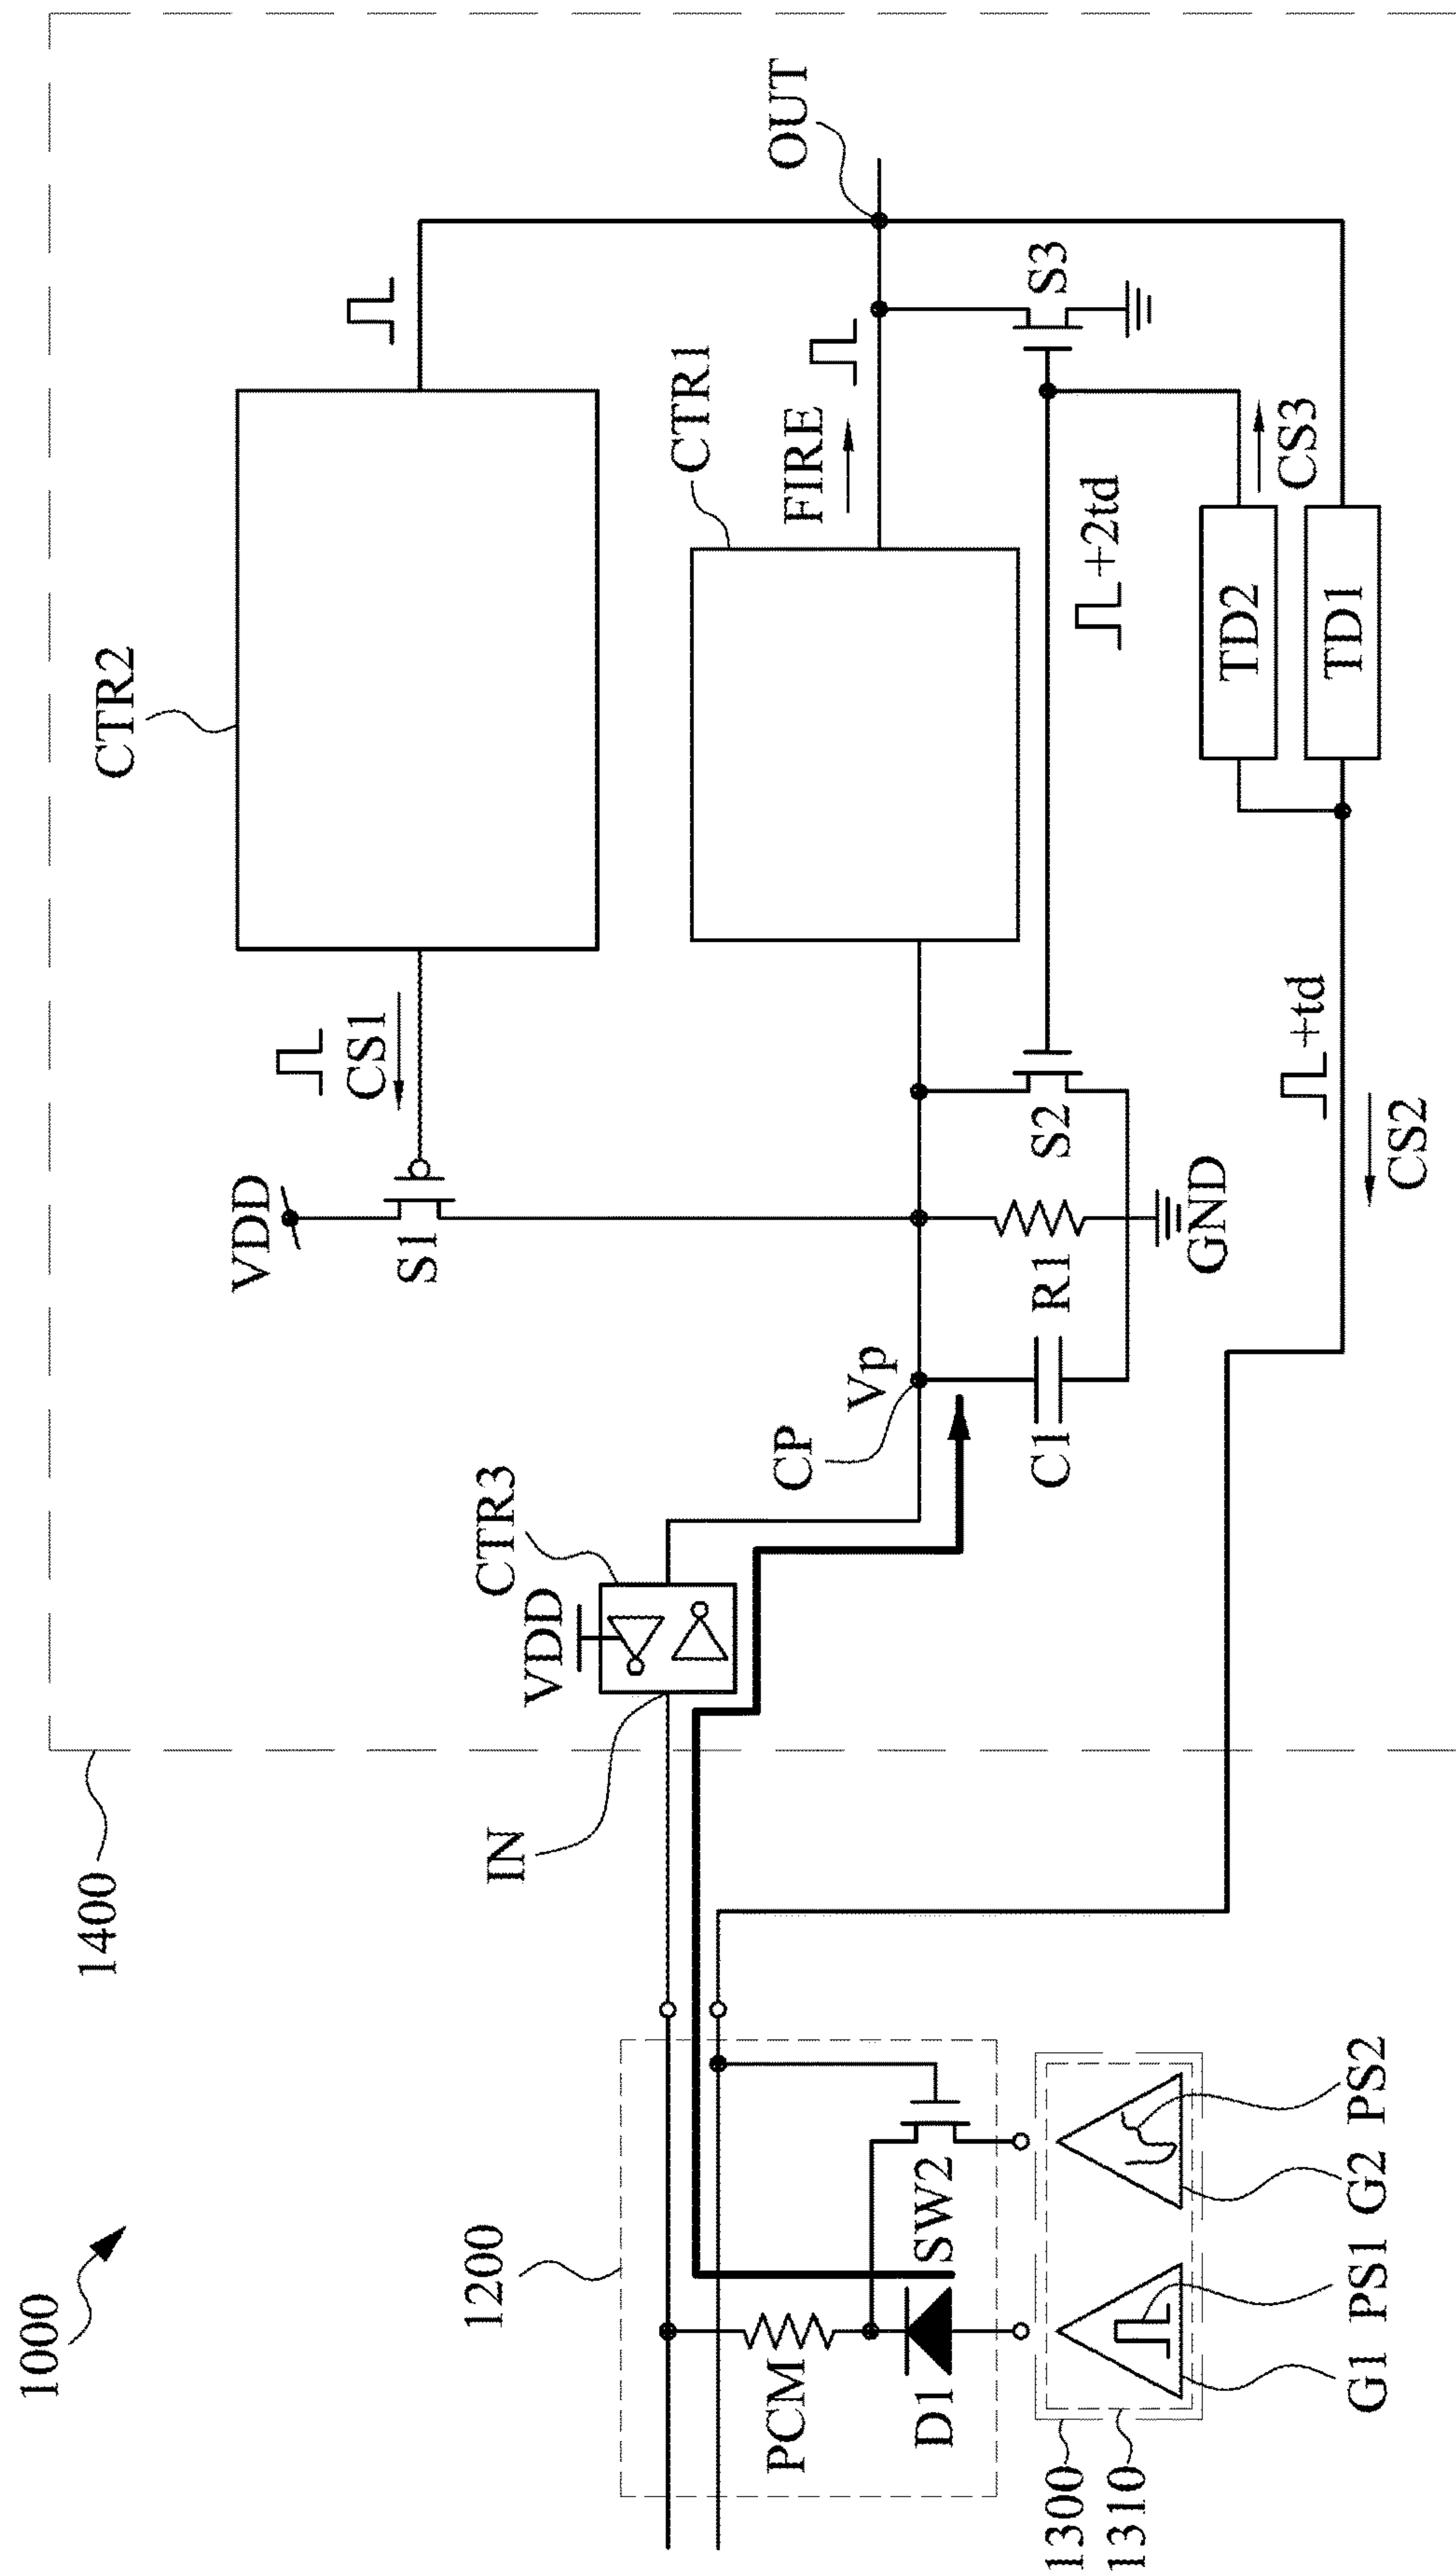 1000
1400
CTR2
VDD
CS1
S1
OUT
CTR1
FIRE
S3
+2td
CS3
TD2
TD1
CTR3
VDD
IN
CP
Vp
C1
R1
S2
GND
+td
CS2
1200
PCM
D1
SW2
1300
1310
G1
PS1
G2
PS2